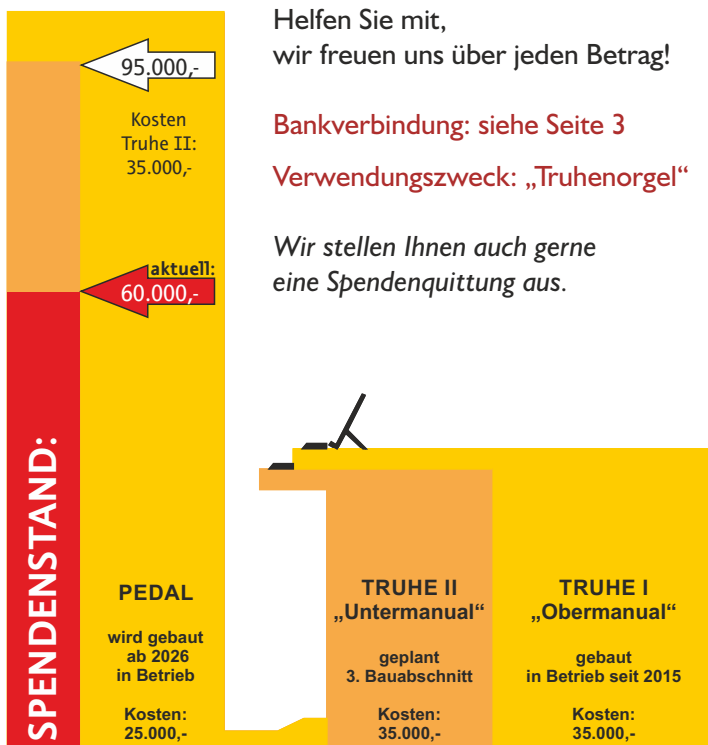 Helfen Sie mit,
wir freuen uns über jeden Betrag!
Bankverbindung: siehe Seite 3
Verwendungszweck: „Truhenorgel“
Wir stellen Ihnen auch gerne
eine Spendenquittung aus.
95.000,-
Kosten
Truhe II:
35.000,-
aktuell:
60.000,-
SPENDENSTAND:
PEDAL
wird gebaut
ab 2026
in Betrieb
Kosten:
25.000,-
TRUHE II
„Untermanual“
geplant
3. Bauabschnitt
Kosten:
35.000,-
TRUHE I
„Obermanual“
gebaut
in Betrieb seit 2015
Kosten:
35.000,-